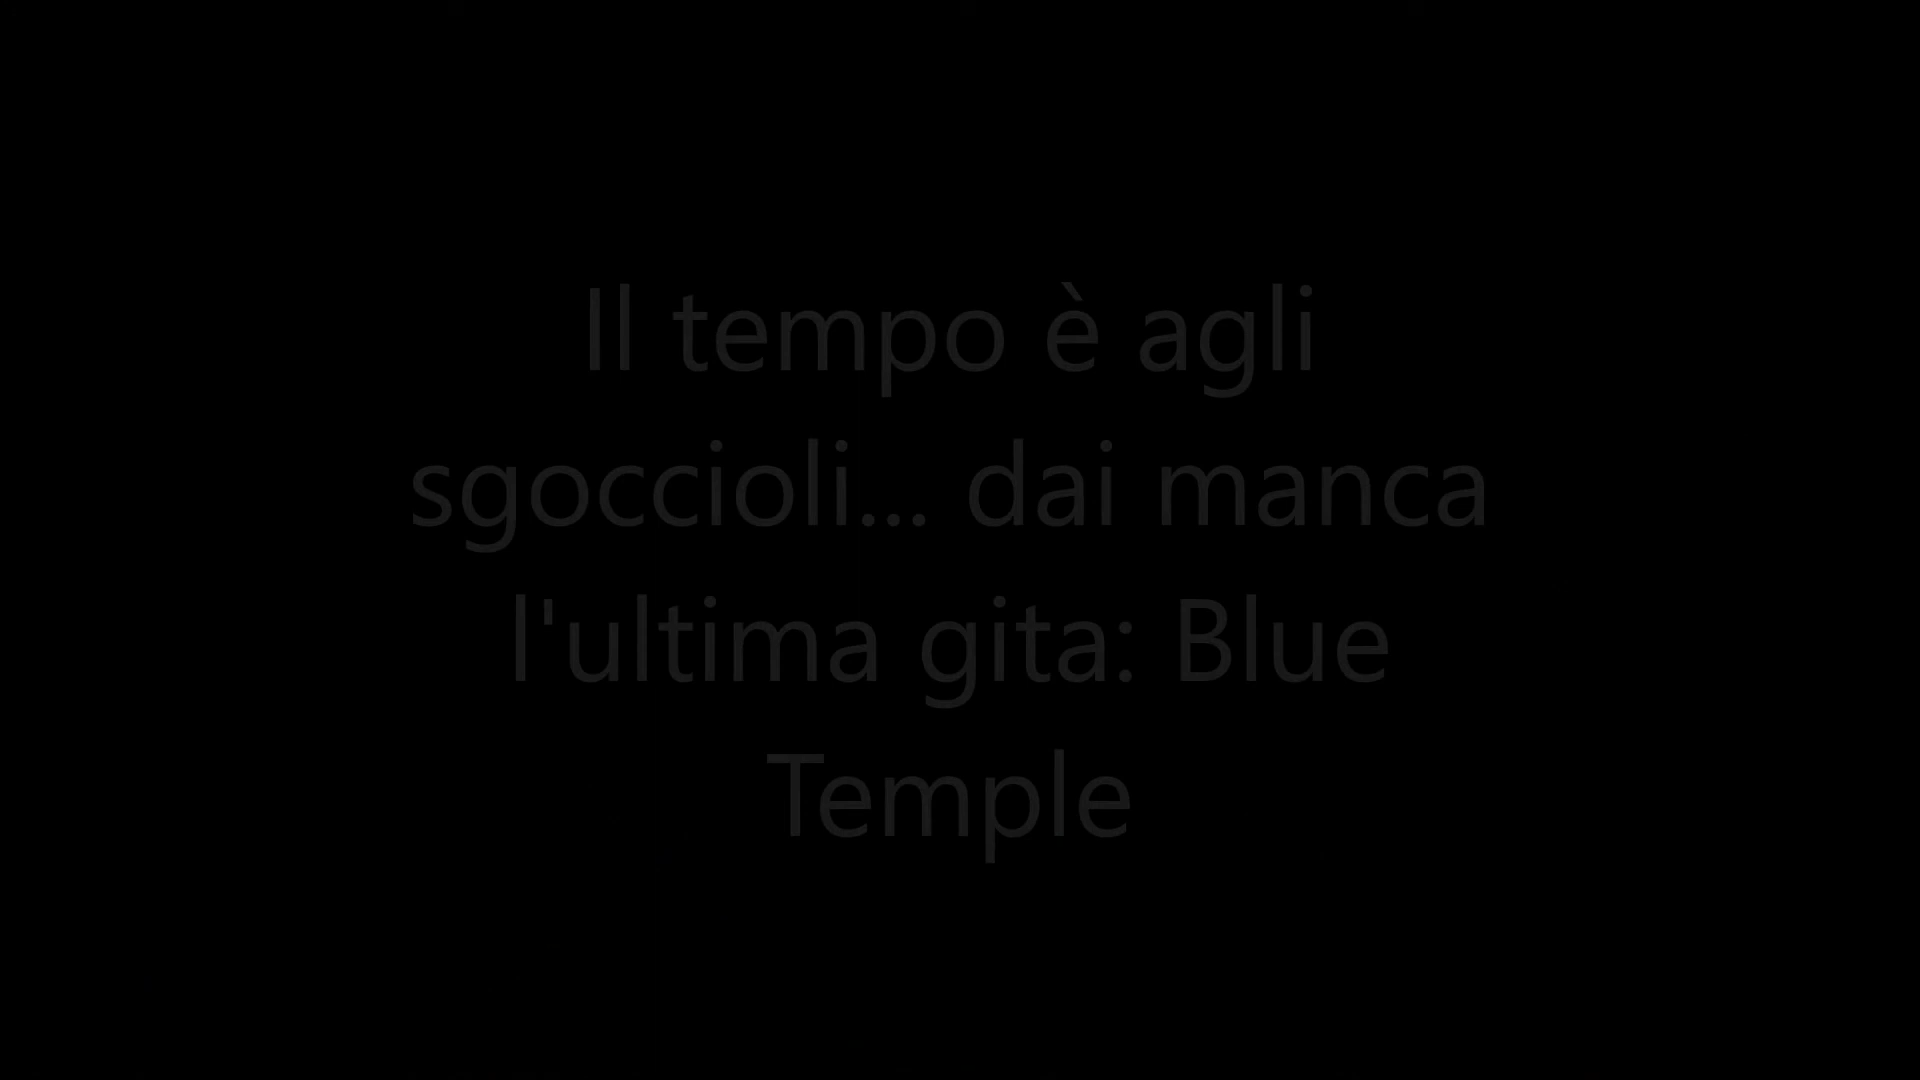 Il tempo è agli
sgoccioli... dai manca
l'ultima gita: Blue
Temple